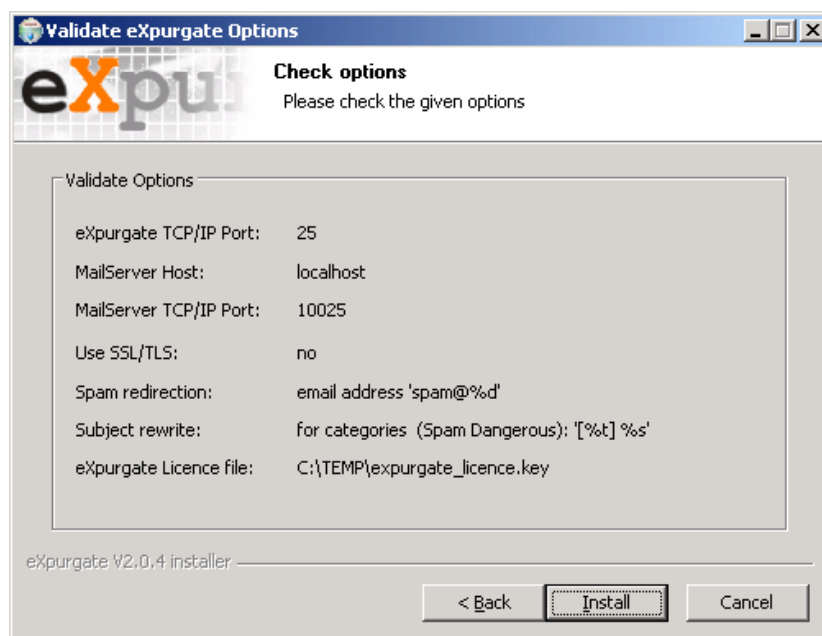 Validate eXpurgate Options
eXpu
Check options
Please check the given options
Validate Options
eXpurgate TCP/IP Port: 25
MailServer Host: localhost
MailServer TCP/IP Port: 10025
Use SSL/TLS: no
Spam redirection: email address 'spam@%d'
Subject rewrite: for categories (Spam Dangerous): '[%t] %s'
eXpurgate Licence file: C:\TEMP\expurgate_licence.key
eXpurgate V2.0.4 installer
< Back Install Cancel